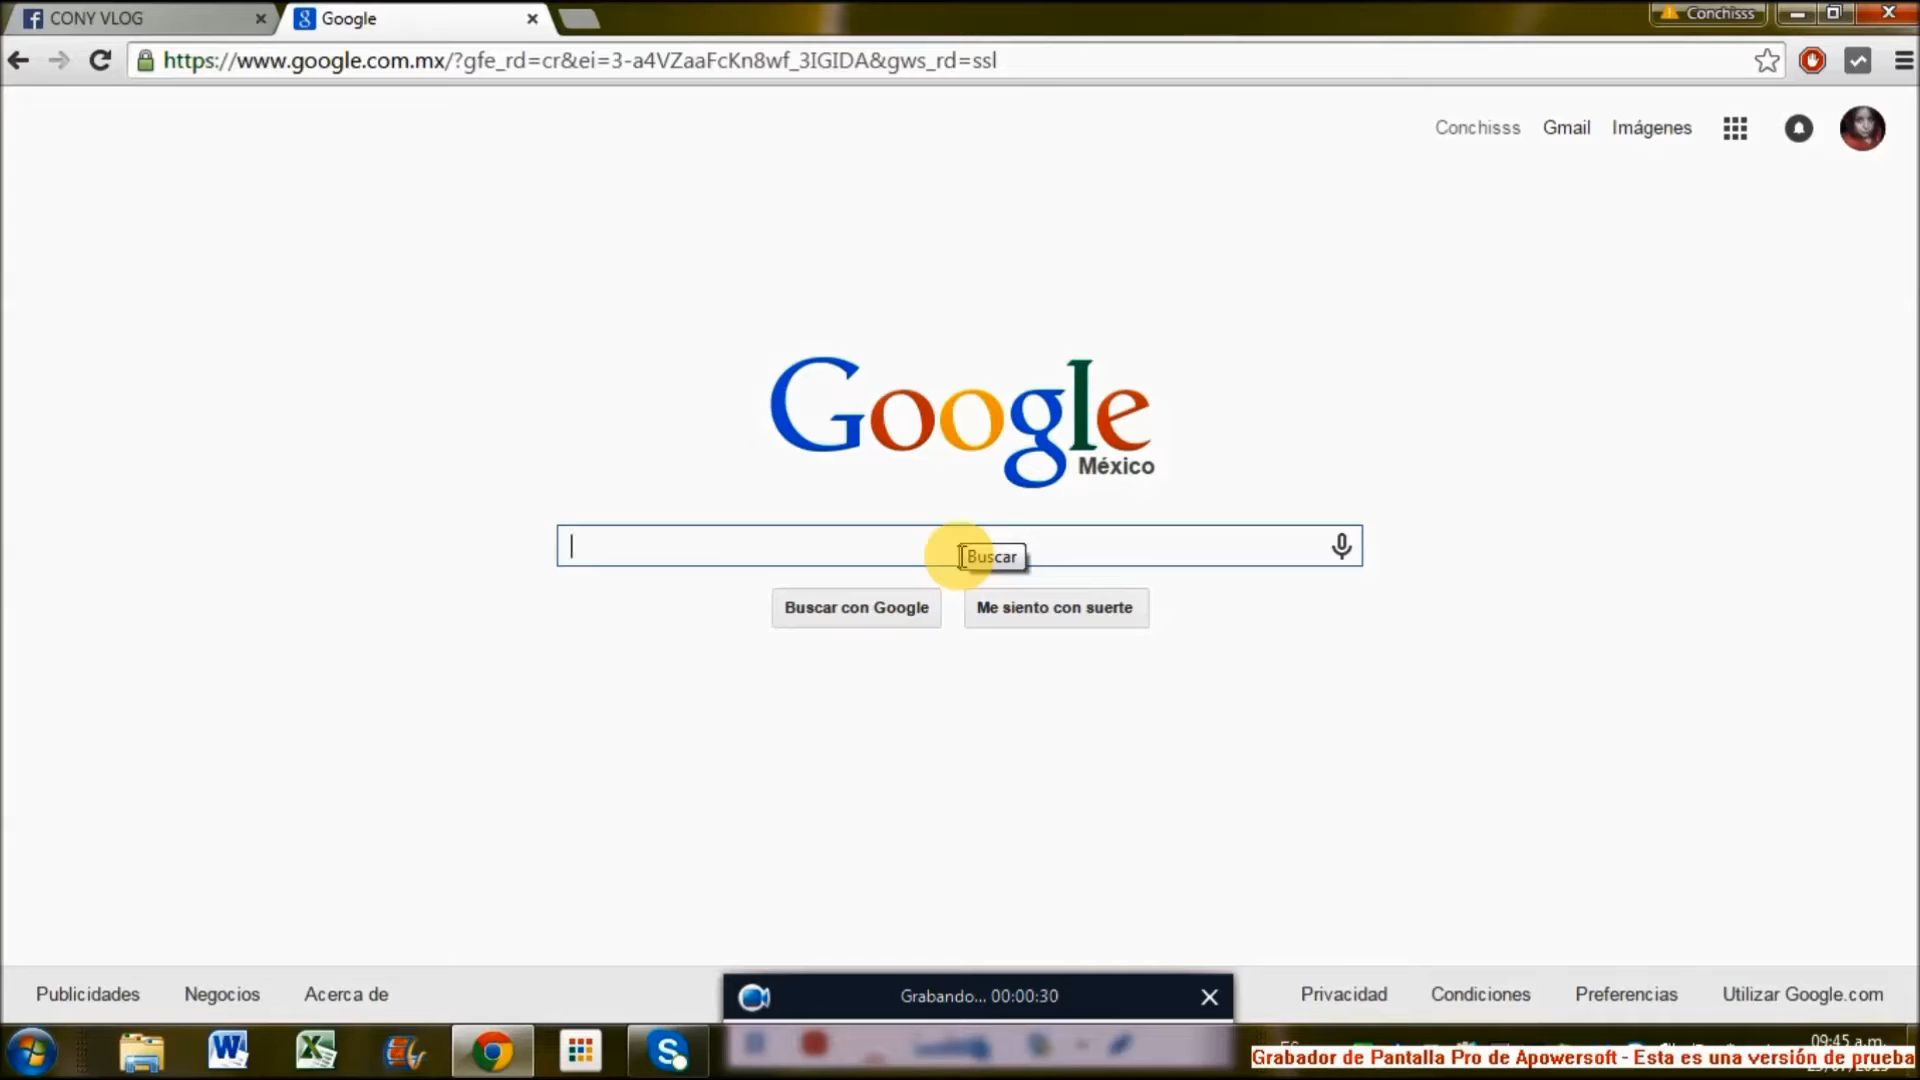 CONY VLOG
Google
Conchisss
https://www.google.com.mx/?gfe_rd=cr&ei=3-a4VZaaFcKn8wf_3IGIDA&gws_rd=ssl
Conchisss Gmail Imágenes
Google
México
Buscar
Buscar con Google Me siento con suerte
Publicidades Negocios Acerca de
Grabando... 00:00:30
Privacidad Condiciones Preferencias Utilizar Google.com
09:45 a.m.
Grabador de Pantalla Pro de Apowersoft - Esta es una versión de prueba